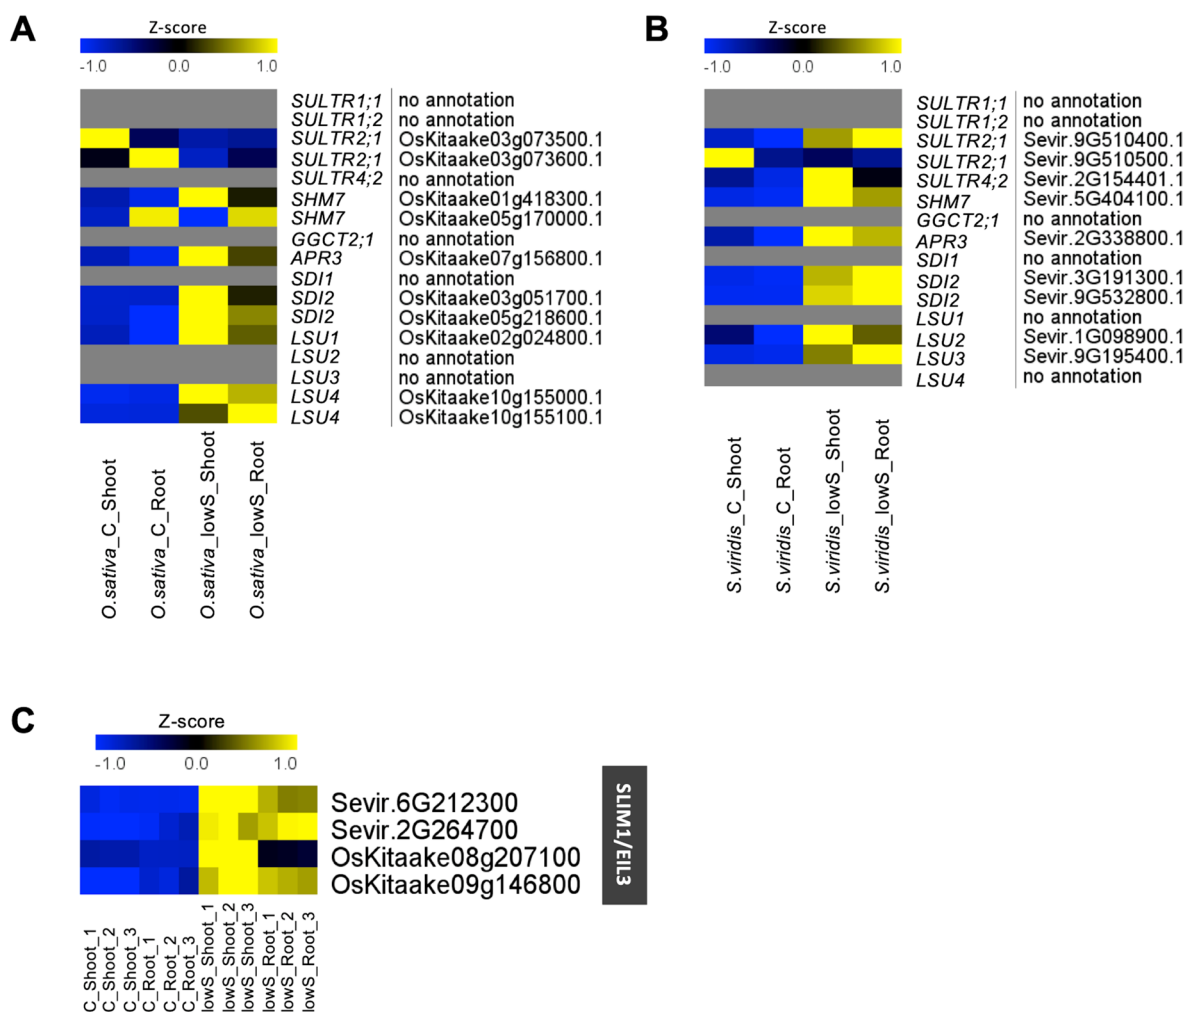 A
Z-score
-1.0 0.0 1.0
SULTR1;1 no annotation
SULTR1;2 no annotation
SULTR2;1 OsKitaake03g073500.1
SULTR2;1 OsKitaake03g073600.1
SULTR4;2 no annotation
SHM7 OsKitaake01g418300.1
SHM7 OsKitaake05g170000.1
GGCT2;1 no annotation
APR3 OsKitaake07g156800.1
SDI1 no annotation
SDI2 OsKitaake03g051700.1
SDI2 OsKitaake05g218600.1
LSU1 OsKitaake02g024800.1
LSU2 no annotation
LSU3 no annotation
LSU4 OsKitaake10g155000.1
LSU4 OsKitaake10g155100.1
O.sativa_C_Shoot
O.sativa_C_Root
O.sativa_lowS_Shoot
O.sativa_lowS_Root
B
Z-score
-1.0 0.0 1.0
SULTR1;1 no annotation
SULTR1;2 no annotation
SULTR2;1 Sevir.9G510400.1
SULTR2;1 Sevir.9G510500.1
SULTR4;2 Sevir.2G154401.1
SHM7 Sevir.5G404100.1
GGCT2;1 no annotation
APR3 Sevir.2G338800.1
SDI1 no annotation
SDI2 Sevir.3G191300.1
SDI2 Sevir.9G532800.1
LSU1 no annotation
LSU2 Sevir.1G098900.1
LSU3 Sevir.9G195400.1
LSU4 no annotation
S.viridis_C_Shoot
S.viridis_C_Root
S.viridis_lowS_Shoot
S.viridis_lowS_Root
C
Z-score
-1.0 0.0 1.0
Sevir.6G212300
Sevir.2G264700
OsKitaake08g207100
OsKitaake09g146800
SLIM1/EIL3
C_Shoot_1
C_Shoot_2
C_Shoot_3
C_Root_1
C_Root_2
C_Root_3
lowS_Shoot_1
lowS_Shoot_2
lowS_Shoot_3
lowS_Root_1
lowS_Root_2
lowS_Root_3